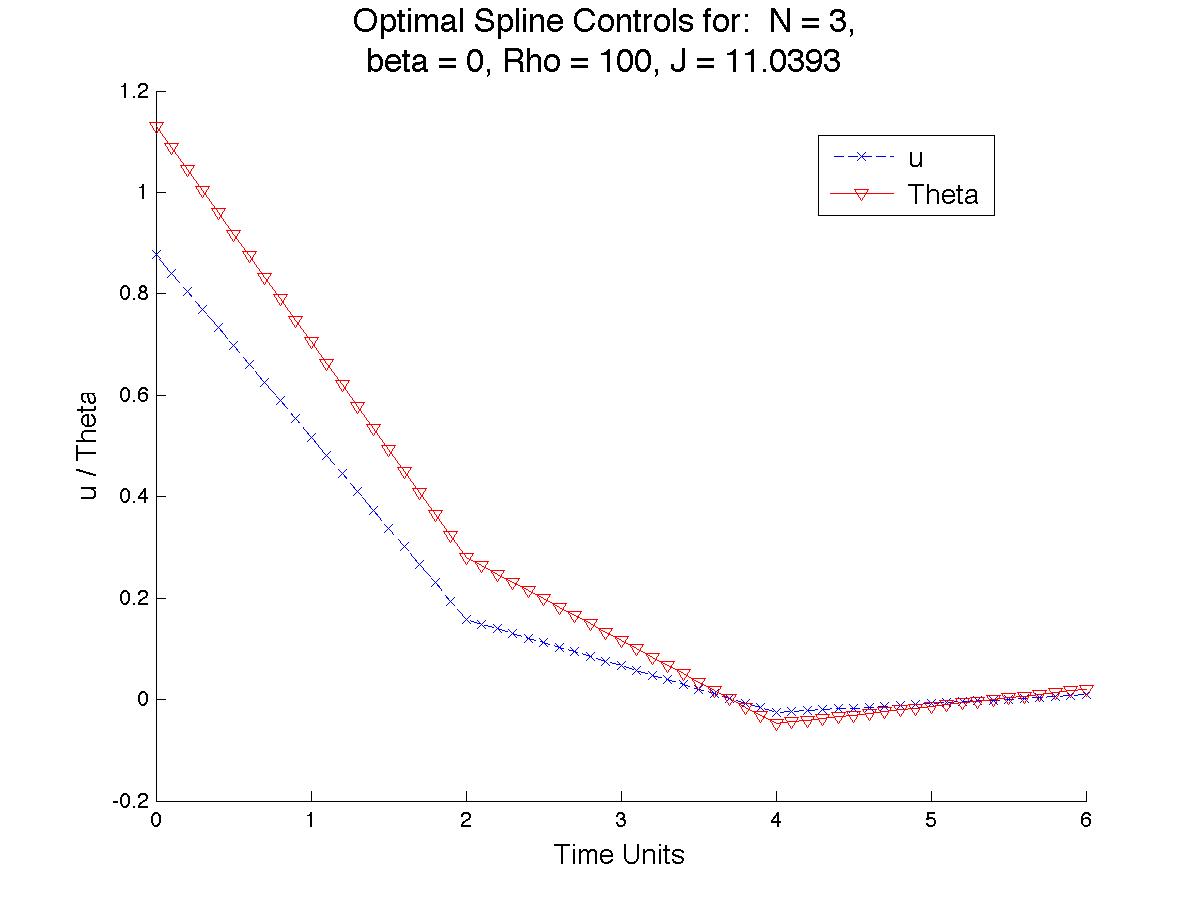 Optimal Spline Controls for: N = 3,
beta = 0, Rho = 100, J = 11.0393
1.2
1
0.8
0.6
0.4
0.2
0
-0.2
u / Theta
u
Theta
0 1 2 3 4 5 6
Time Units